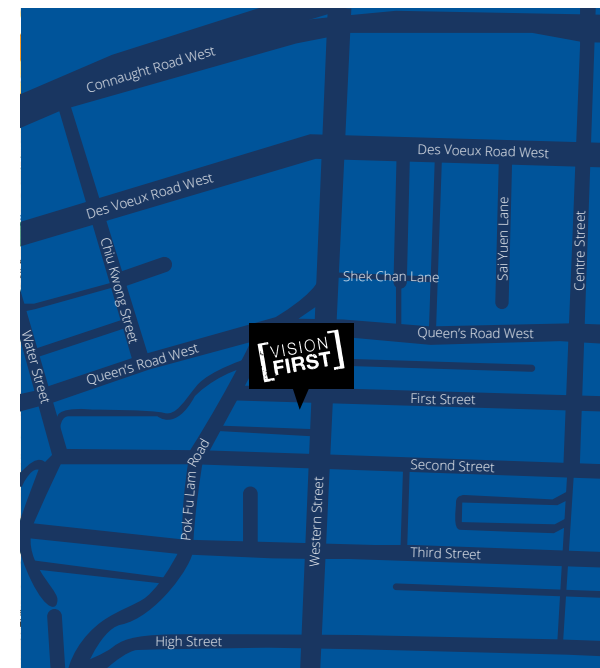 Connaught Road West
Des Voeux Road West
Des Voeux Road West
Sai Yuen Lane
Centre Street
Chiu Kwong Street
Shek Chan Lane
Water Street
Queen's Road West
Queen's Road West
[VISION
FIRST]
First Street
Pok Fu Lam Road
Second Street
Western Street
Third Street
High Street